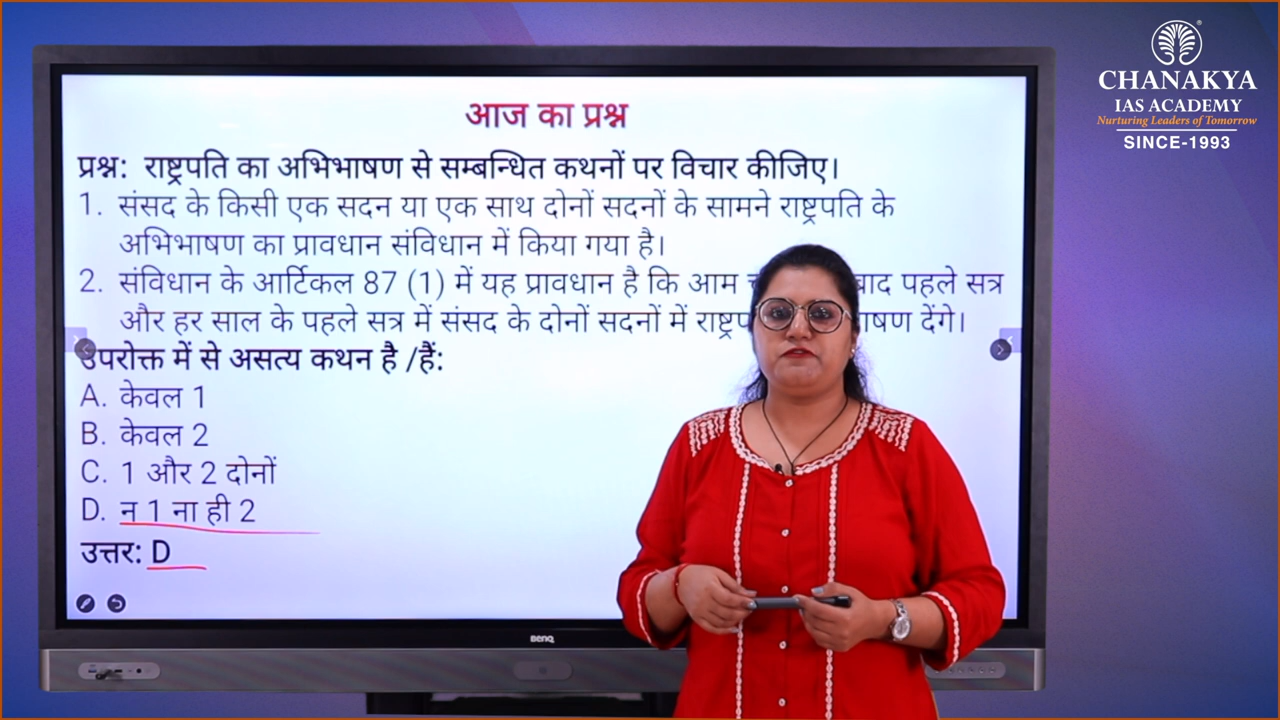 CHANAKYA
IAS ACADEMY
Nurturing Leaders of Tomorrow
SINCE-1993
आज का प्रश्न
प्रश्न: राष्ट्रपति का अभिभाषण से सम्बन्धित कथनों पर विचार कीजिए।
1. संसद के किसी एक सदन या एक साथ दोनों सदनों के सामने राष्ट्रपति के
अभिभाषण का प्रावधान संविधान में किया गया है।
2. संविधान के आर्टिकल 87 (1) में यह प्रावधान है कि आम बाद पहले सत्र
और हर साल के पहले सत्र में संसद के दोनों सदनों में देंगे।
उपरोक्त में से असत्य कथन है /हैं:
A. केवल 1
B. केवल 2
C. 1 और 2 दोनों
D. न 1 ना ही 2
उत्तर: D
BenQ